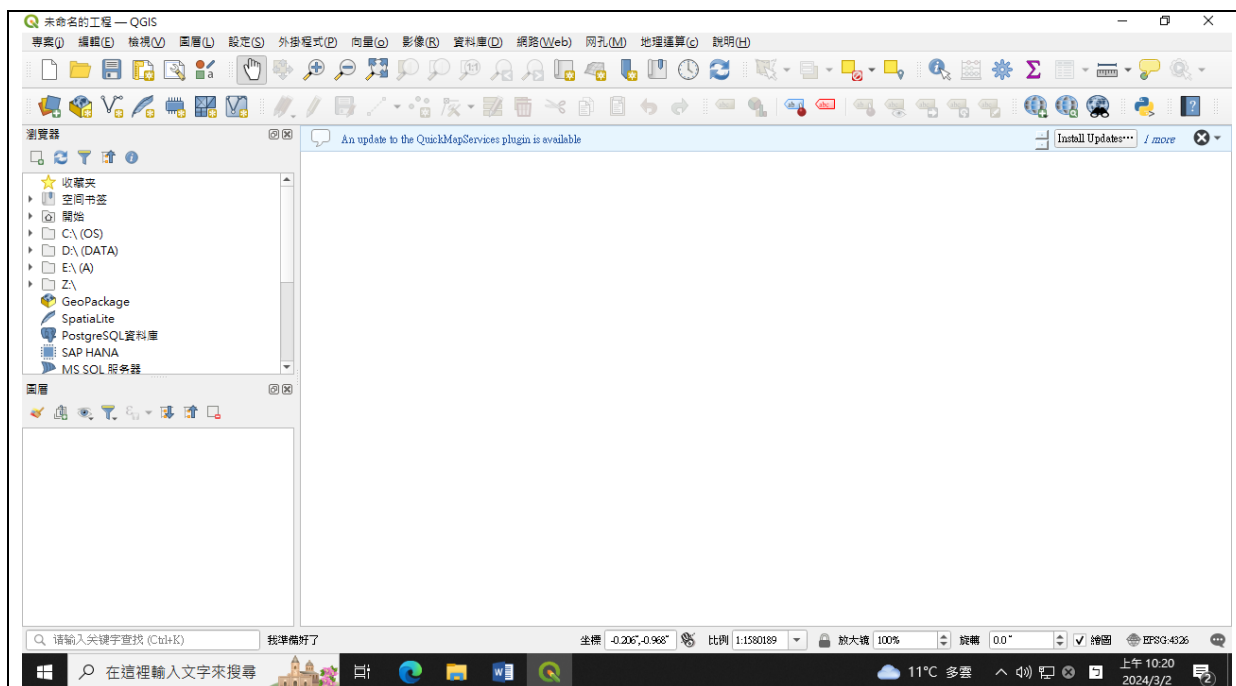 未命名的工程 — QGIS
專案(j) 編輯(E) 檢視(V) 圖層(L) 設定(S) 外掛程式(P) 向量(o) 影像(R) 資料庫(D) 網路(Web) 网孔(M) 地理運算(c) 說明(H)
瀏覽器
An update to the QuickMapServices plugin is available
Install Updates… 1 more
收藏夹
空间书签
開始
C:\ (OS)
D:\ (DATA)
E:\ (A)
Z:\
GeoPackage
SpatiaLite
PostgreSQL資料庫
SAP HANA
MS SQL 服务器
圖層
请输入关键字查找 (Ctrl+K) 我準備好了 坐標 -0.206°,-0.968° 比例 1:1580189 放大镜 100% 旋轉 0.0 ° 繪圖 EPSG:4326
在這裡輸入文字來搜尋 11°C 多雲 上午 10:20
2024/3/2
2